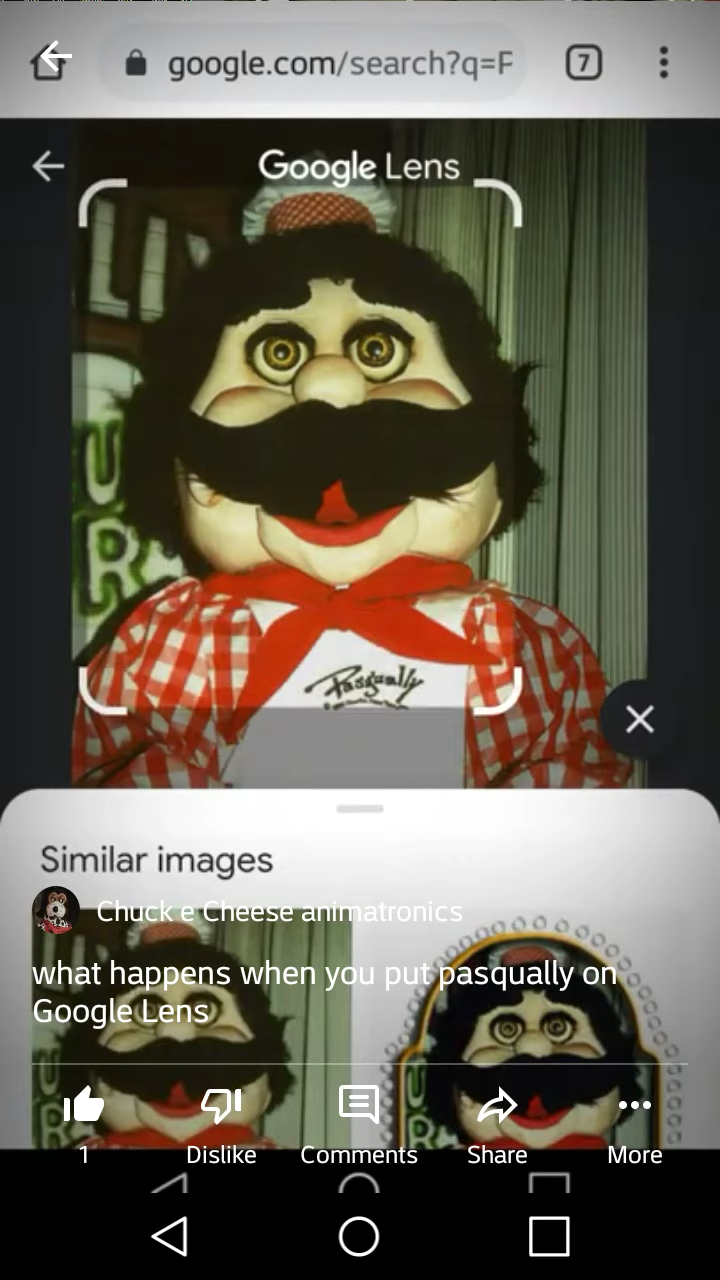 google.com/search?q=F
7
Google Lens
LIN
U
R
Pasqually
Similar images
Chuck e Cheese animatronics
what happens when you put pasqually on
Google Lens
U
R
U
R
1
Dislike
Comments
Share
More